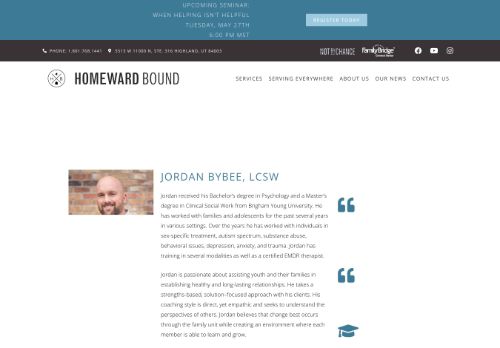 UPCOMING SEMINAR:
WHEN HELPING ISN'T HELPFUL
TUESDAY, MAY 27TH
6:00 PM MST
REGISTER TODAY
PHONE: 1.801.768.1441
5513 W 11000 N, STE. 316 HIGHLAND, UT 84003
NOT BY CHANCE
FamilyBridge
HOMEWARD BOUND
SERVICES SERVING EVERYWHERE ABOUT US OUR NEWS CONTACT US
JORDAN BYBEE, LCSW
Jordan received his Bachelor's degree in Psychology and a Master's
degree in Clinical Social Work from Brigham Young University. He
has worked with families and adolescents for the past several years
in various settings. Over the years he has worked with individuals in
sex-specific treatment, autism spectrum, substance abuse,
behavioral issues, depression, anxiety, and trauma. Jordan has
training in several modalities as well as a certified EMDR therapist.
Jordan is passionate about assisting youth and their families in
establishing healthy and long-lasting relationships. He takes a
strengths-based, solution-focused approach with his clients. His
coaching style is direct, yet empathic and seeks to understand the
perspectives of others. Jordan believes that change best occurs
through the family unit while creating an environment where each
member is able to learn and grow.